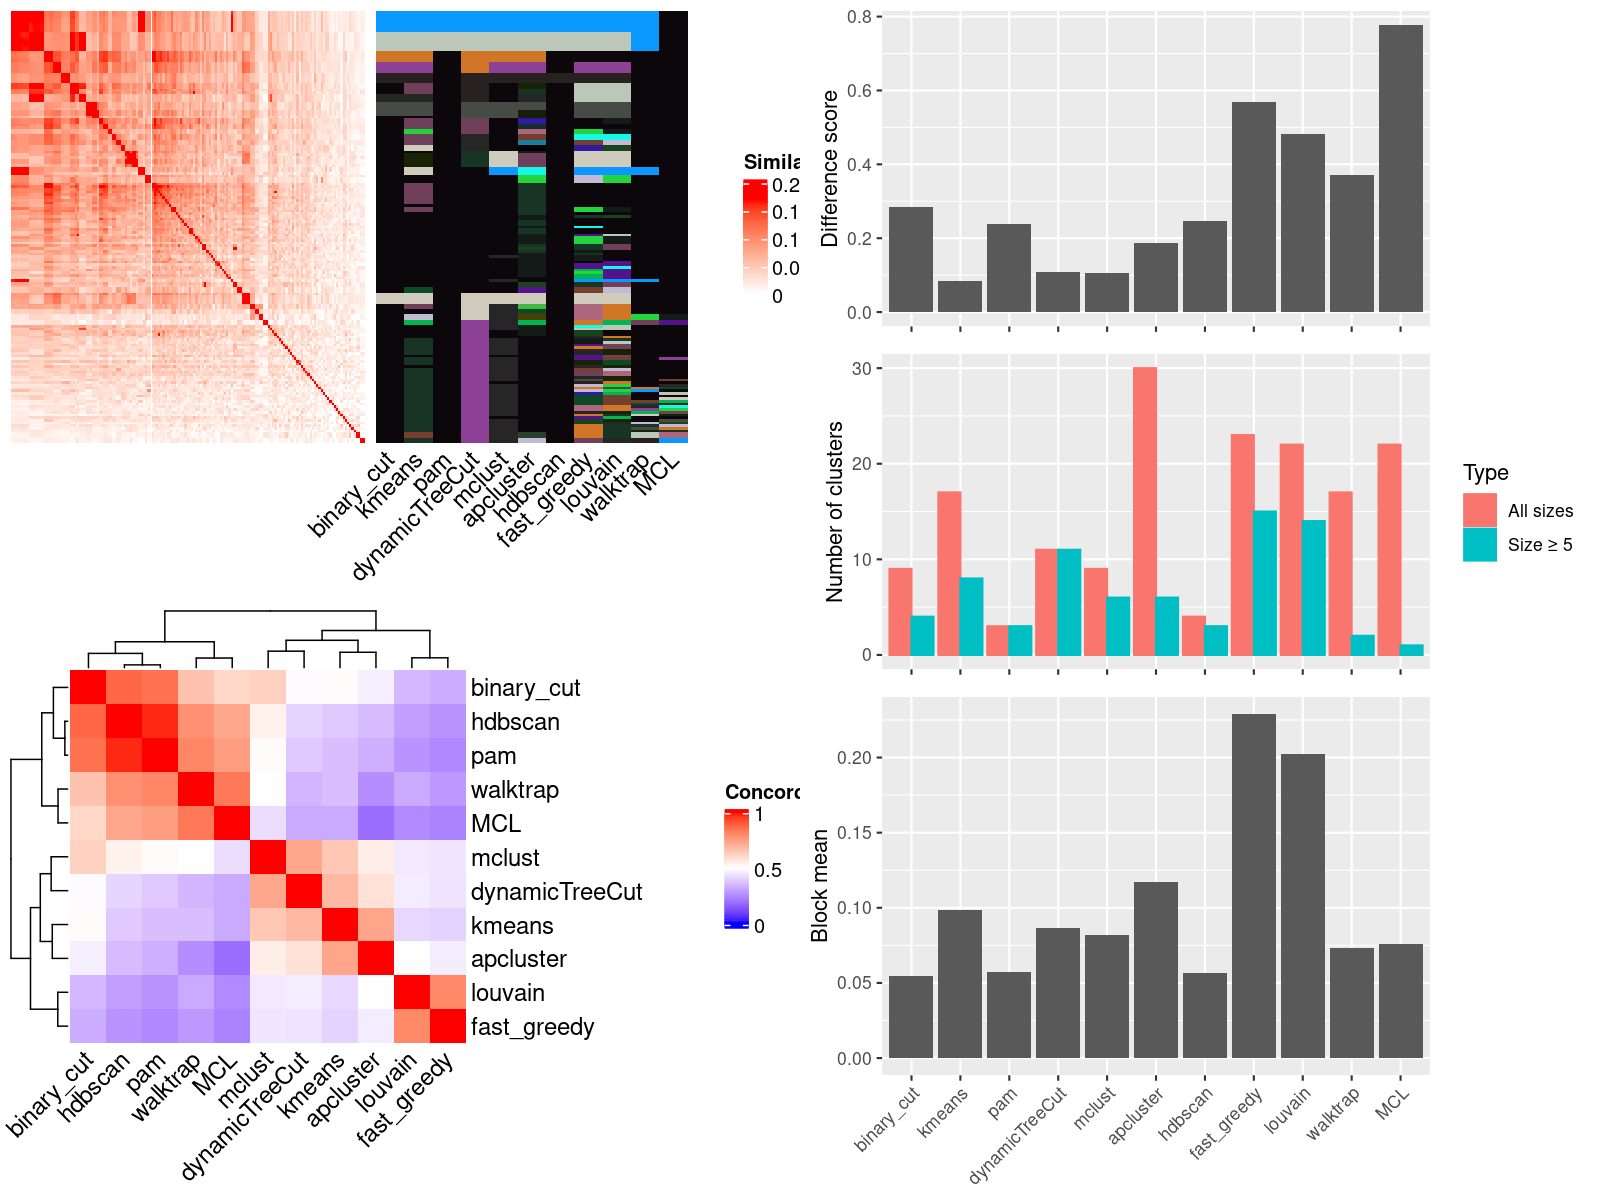 Simila
0.2
0.1
0.1
0.0
0
binary_cut
kmeans
pam
dynamicTreeCut
mclust
apcluster
hdbscan
fast_greedy
louvain
walktrap
MCL
binary_cut
hdbscan
pam
walktrap
MCL
mclust
dynamicTreeCut
kmeans
apcluster
louvain
fast_greedy
binary_cut
hdbscan
pam
walktrap
MCL
mclust
dynamicTreeCut
kmeans
apcluster
louvain
fast_greedy
Concord
1
0.5
0
Difference score
0.8
0.6
0.4
0.2
0.0
Number of clusters
30
20
10
0
Type
All sizes
Size ≥ 5
Block mean
0.20
0.15
0.10
0.05
0.00
binary_cut
kmeans
pam
dynamicTreeCut
mclust
apcluster
hdbscan
fast_greedy
louvain
walktrap
MCL